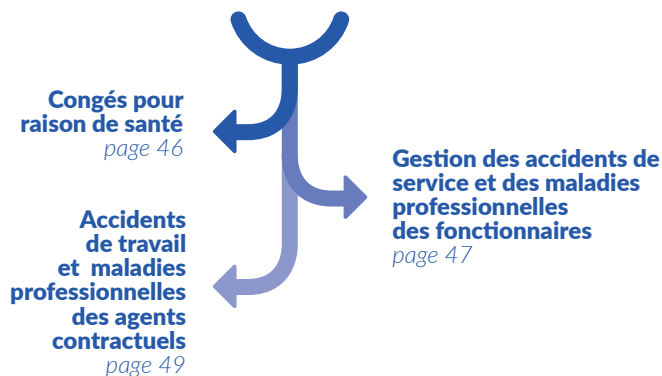 Congés pour
raison de santé
page 46
Gestion des accidents de
service et des maladies
professionnelles
des fonctionnaires
page 47
Accidents
de travail
et maladies
professionnelles
des agents
contractuels
page 49